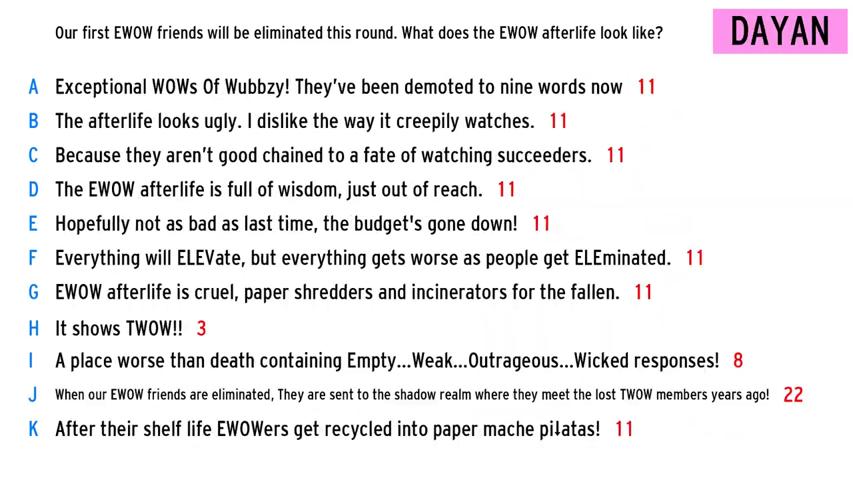 Our first EWOW friends will be eliminated this round. What does the EWOW afterlife look like?
DAYAN
A Exceptional WOWs Of Wubbzy! They've been demoted to nine words now 11
B The afterlife looks ugly. I dislike the way it creepily watches. 11
C Because they aren't good chained to a fate of watching succeeders. 11
D The EWOW afterlife is full of wisdom, just out of reach. 11
E Hopefully not as bad as last time, the budget's gone down! 11
F Everything will ELEVate, but everything gets worse as people get ELEminated. 11
G EWOW afterlife is cruel, paper shredders and incinerators for the fallen. 11
H It shows TWOW!! 3
I A place worse than death containing Empty...Weak...Outrageous...Wicked responses! 8
J When our EWOW friends are eliminated, They are sent to the shadow realm where they meet the lost TWOW members years ago! 22
K After their shelf life EWOWers get recycled into paper mache piłatas! 11